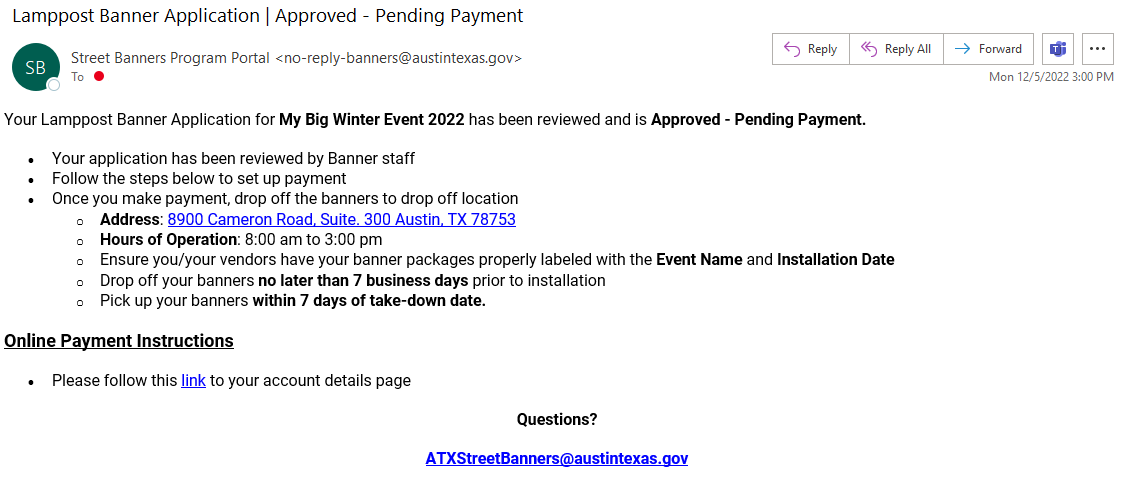 Lamppost Banner Application | Approved - Pending Payment
SB
Street Banners Program Portal <no-reply-banners@austintexas.gov>
To
Reply
Reply All
Forward
Mon 12/5/2022 3:00 PM
Your Lamppost Banner Application for My Big Winter Event 2022 has been reviewed and is Approved - Pending Payment.
• Your application has been reviewed by Banner staff
• Follow the steps below to set up payment
• Once you make payment, drop off the banners to drop off location
o Address: 8900 Cameron Road, Suite. 300 Austin, TX 78753
o Hours of Operation: 8:00 am to 3:00 pm
o Ensure you/your vendors have your banner packages properly labeled with the Event Name and Installation Date
o Drop off your banners no later than 7 business days prior to installation
o Pick up your banners within 7 days of take-down date.
Online Payment Instructions
• Please follow this link to your account details page
Questions?
ATXStreetBanners@austintexas.gov